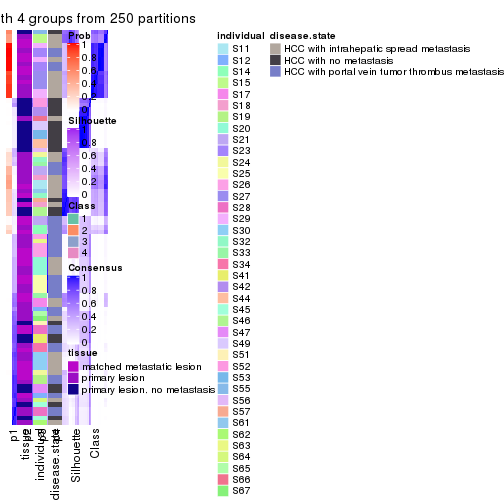 th 4 groups from 250 partitions
Prob
1
0.8
0.6
0.4
0.2
0
Silhouette
1
0.8
0.6
0.4
0.2
0
Class
1
2
3
4
Consensus
1
0.8
0.6
0.4
0.2
0
tissue
matched metastatic lesion
primary lesion
primary lesion. no metastasis
individual
S11
S12
S14
S15
S17
S18
S19
S20
S21
S23
S24
S25
S26
S27
S28
S29
S30
S32
S33
S34
S41
S42
S44
S45
S46
S47
S49
S51
S52
S53
S55
S56
S57
S61
S62
S63
S64
S65
S66
S67
disease.state
HCC with intrahepatic spread metastasis
HCC with no metastasis
HCC with portal vein tumor thrombus metastasis
p1
tissue
individual
disease.state
Silhouette
Class